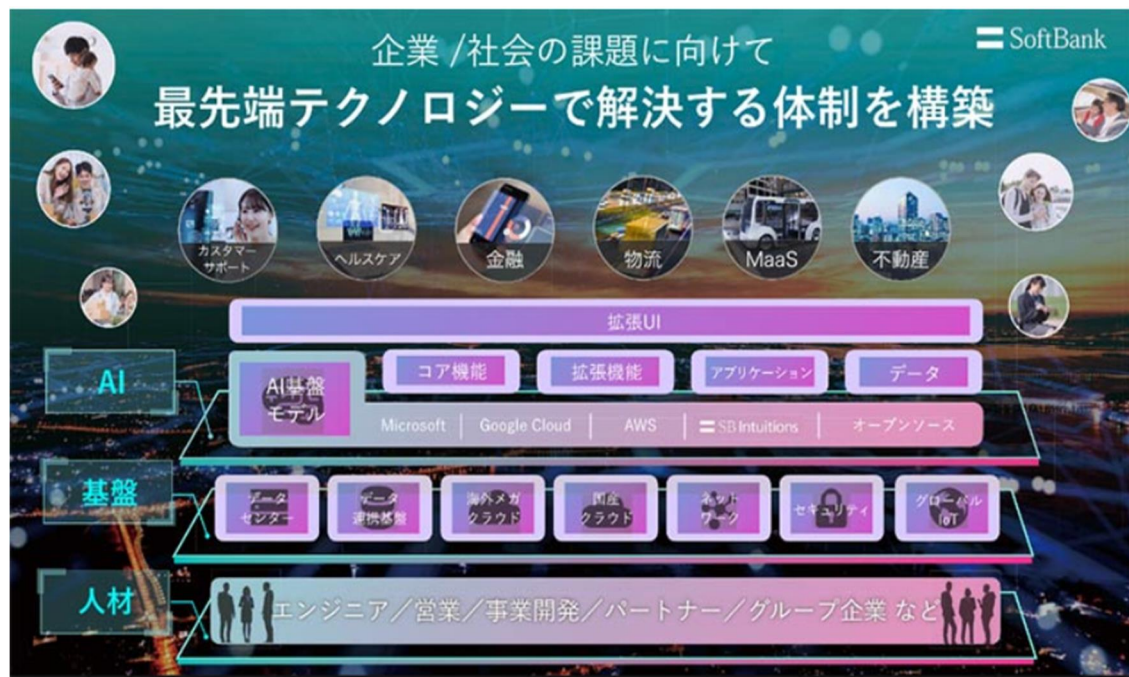 SoftBank
企業 /社会の課題に向けて
最先端テクノロジーで解決する体制を構築
カスタマー
サポート
ヘルスケア
金融
物流
MaaS
不動産
拡張UI
AI
AI基盤
モデル
コア機能
拡張機能
アプリケーション
データ
Microsoft
Google Cloud
AWS
SB Intuitions
オープンソース
基盤
データ
センター
データ
連携基盤
海外メガ
クラウド
国産
クラウド
ネット
ワーク
セキュリティ
グローバル
IoT
人材
エンジニア／営業／事業開発／パートナー／グループ企業 など